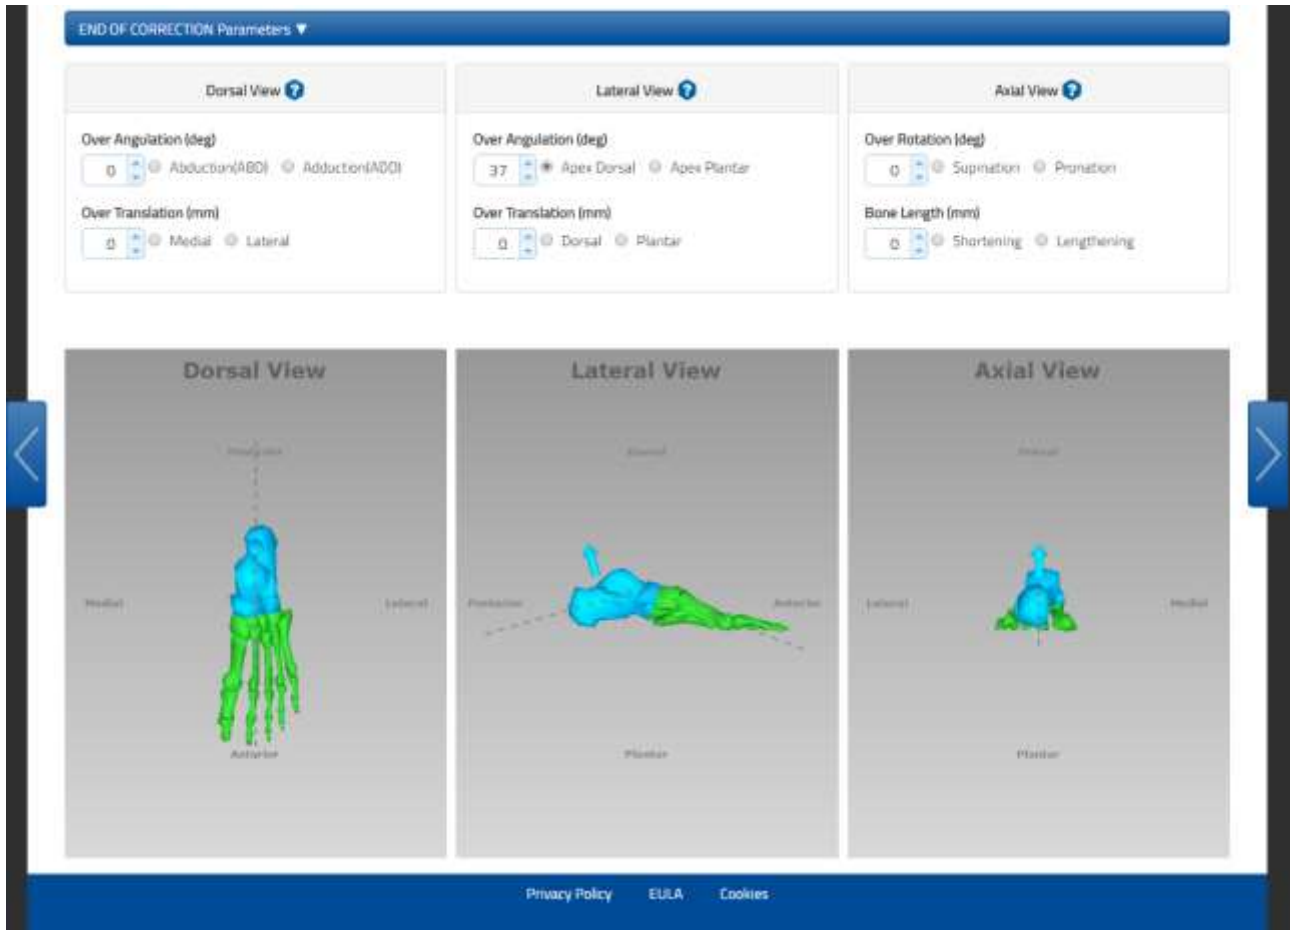 END OF CORRECTION Parameters ▼
Dorsal View ?
Over Angulation (deg)
0 Abduction(ABD) Adduction(ADD)
Over Translation (mm)
0 Medial Lateral
Lateral View ?
Over Angulation (deg)
37 Apex Dorsal Apex Plantar
Over Translation (mm)
0 Dorsal Plantar
Axial View ?
Over Rotation (deg)
0 Supination Pronation
Bone Length (mm)
0 Shortening Lengthening
Dorsal View
Posterior
Medial Lateral
Anterior
Lateral View
Dorsal
Posterior Anterior
Plantar
Axial View
Dorsal
Lateral Medial
Plantar
Privacy Policy EULA Cookies